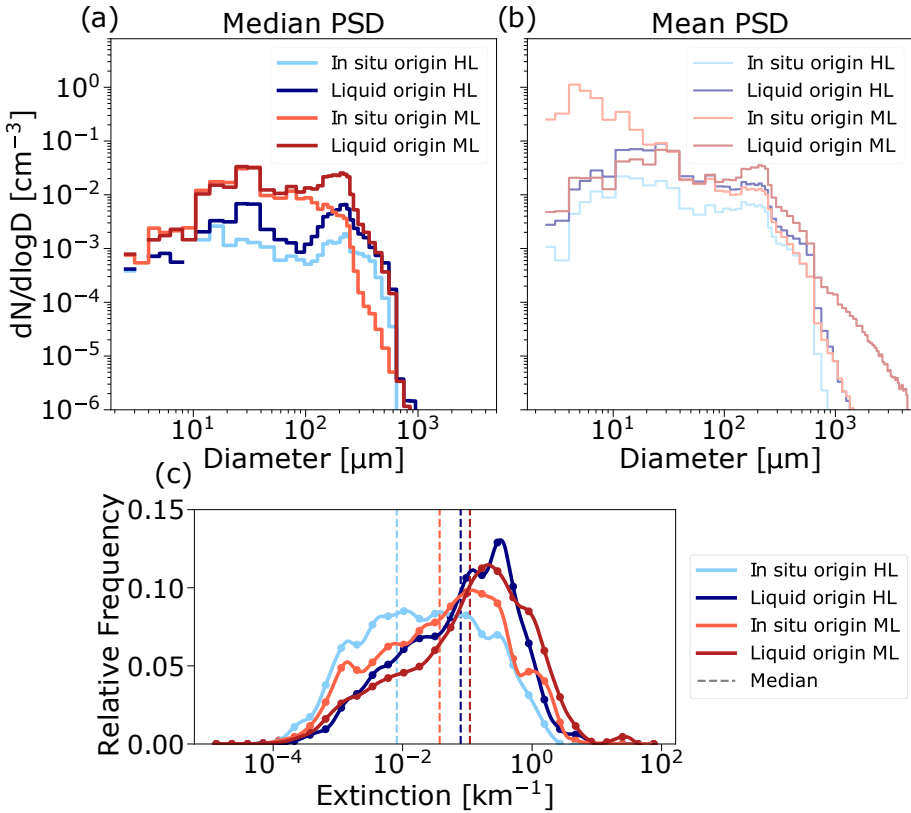 (a)
Median PSD
In situ origin HL
Liquid origin HL
In situ origin ML
Liquid origin ML
dN/dlogD [cm⁻³]
10⁰
10⁻¹
10⁻²
10⁻³
10⁻⁴
10⁻⁵
10⁻⁶
10¹ 10² 10³
Diameter [µm]
(b)
Mean PSD
In situ origin HL
Liquid origin HL
In situ origin ML
Liquid origin ML
10¹ 10² 10³
Diameter [µm]
(c)
Relative Frequency
0.15
0.10
0.05
0.00
10⁻⁴ 10⁻² 10⁰ 10²
Extinction [km⁻¹]
In situ origin HL
Liquid origin HL
In situ origin ML
Liquid origin ML
Median